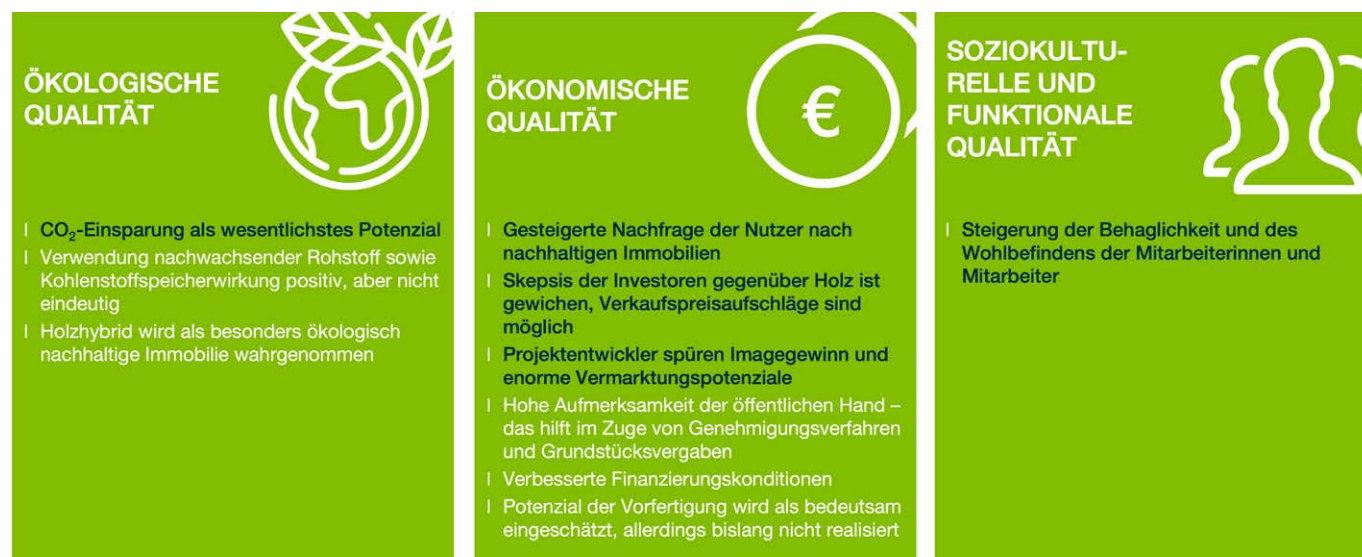 ÖKOLOGISCHE
QUALITÄT
| CO₂-Einsparung als wesentlichstes Potenzial
| Verwendung nachwachsender Rohstoff sowie
Kohlenstoffspeicherwirkung positiv, aber nicht
eindeutig
| Holzhybrid wird als besonders ökologisch
nachhaltige Immobilie wahrgenommen
ÖKONOMISCHE
QUALITÄT
€
| Gesteigerte Nachfrage der Nutzer nach
nachhaltigen Immobilien
| Skepsis der Investoren gegenüber Holz ist
gewichen, Verkaufspreisaufschläge sind
möglich
| Projektentwickler spüren Imagegewinn und
enorme Vermarktungspotenziale
| Hohe Aufmerksamkeit der öffentlichen Hand –
das hilft im Zuge von Genehmigungsverfahren
und Grundstücksvergaben
| Verbesserte Finanzierungskonditionen
| Potenzial der Vorfertigung wird als bedeutsam
eingeschätzt, allerdings bislang nicht realisiert
SOZIOKULTU-
RELLE UND
FUNKTIONALE
QUALITÄT
| Steigerung der Behaglichkeit und des
Wohlbefindens der Mitarbeiterinnen und
Mitarbeiter